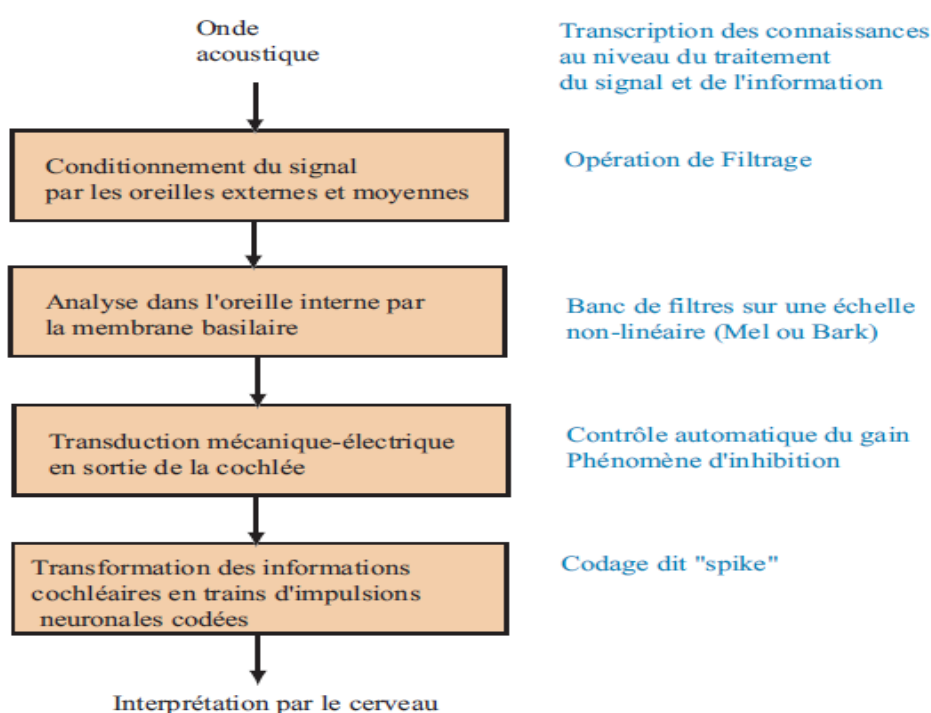 Onde
acoustique
Transcription des connaissances
au niveau du traitement
du signal et de l'information
Conditionnement du signal
par les oreilles externes et moyennes
Opération de Filtrage
Analyse dans l'oreille interne par
la membrane basilaire
Banc de filtres sur une échelle
non-linéaire (Mel ou Bark)
Transduction mécanique-électrique
en sortie de la cochlée
Contrôle automatique du gain
Phénomène d'inhibition
Transformation des informations
cochléaires en trains d'impulsions
neuronales codées
Codage dit "spike"
Interprétation par le cerveau